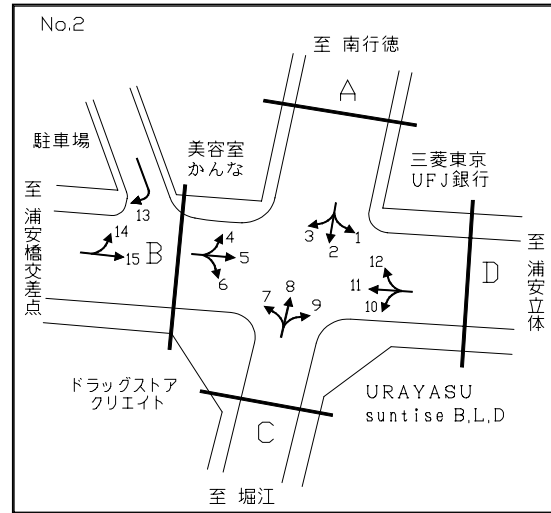 No.2
至 南行徳
A
駐車場
美容室
かんな
三菱東京
UFJ銀行
至 浦安橋交差点
13
14
15
B
4
5
6
3
2
1
12
11
10
D
至 浦安立体
7
8
9
ドラッグストア
クリエイト
C
URAYASU
suntise B,L,D
至 堀江